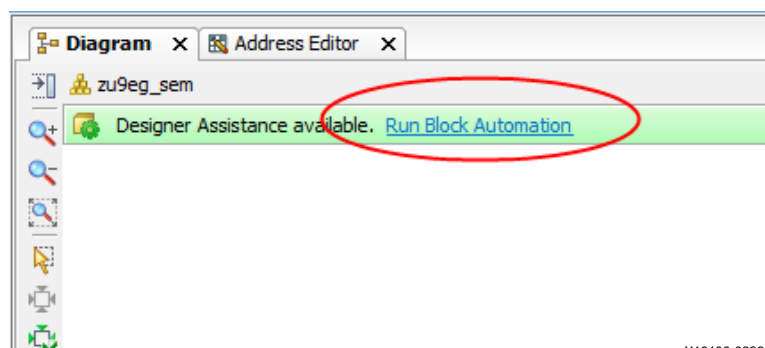 Diagram X Address Editor X
zu9eg_sem
Designer Assistance available. Run Block Automation